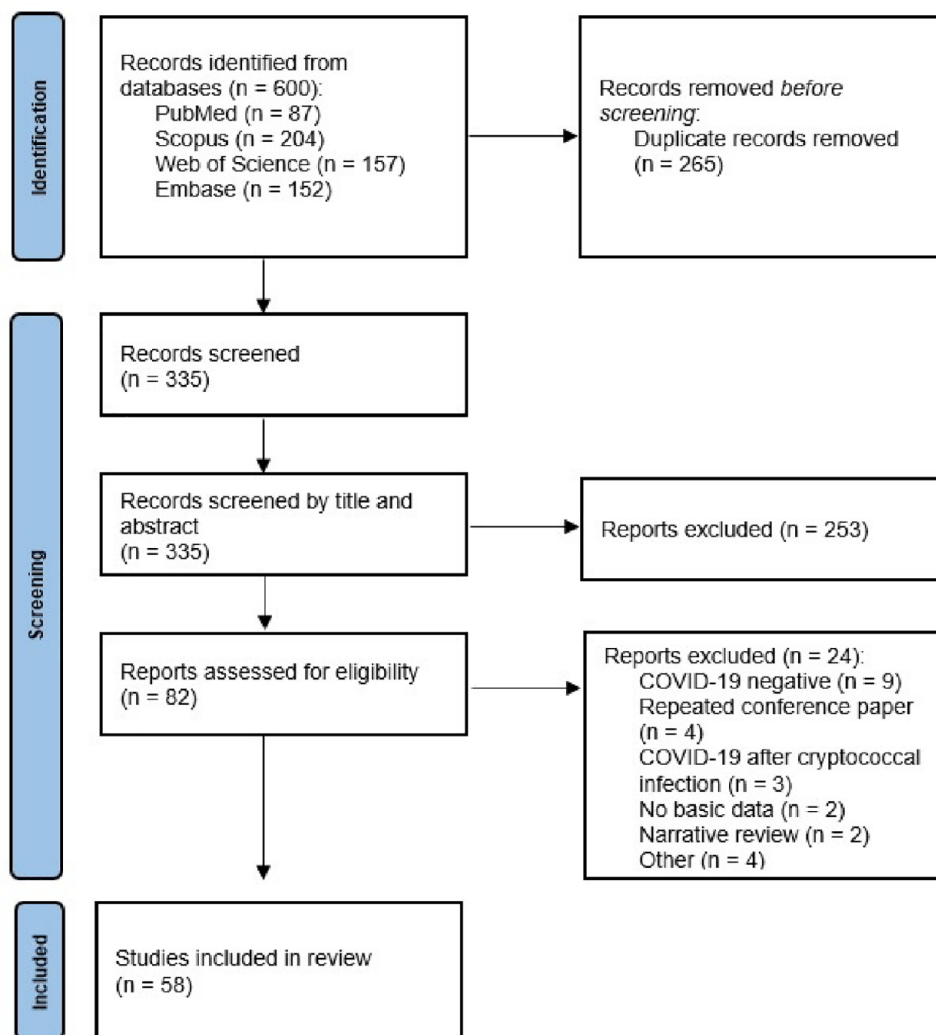 Identification
Records identified from
databases (n = 600):
PubMed (n = 87)
Scopus (n = 204)
Web of Science (n = 157)
Embase (n = 152)
Records removed before
screening:
Duplicate records removed
(n = 265)
Screening
Records screened
(n = 335)
Records screened by title and
abstract
(n = 335)
Reports excluded (n = 253)
Reports assessed for eligibility
(n = 82)
Reports excluded (n = 24):
COVID-19 negative (n = 9)
Repeated conference paper
(n = 4)
COVID-19 after cryptococcal
infection (n = 3)
No basic data (n = 2)
Narrative review (n = 2)
Other (n = 4)
Included
Studies included in review
(n = 58)